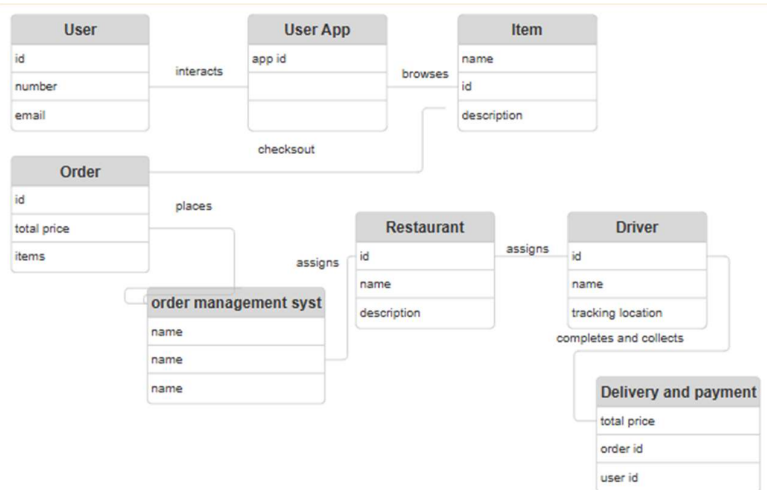 User
id
number
email
interacts
User App
app id
browses
Item
name
id
description
checksout
Order
id
total price
items
places
order management syst
name
name
name
assigns
Restaurant
id
name
description
assigns
Driver
id
name
tracking location
completes and collects
Delivery and payment
total price
order id
user id